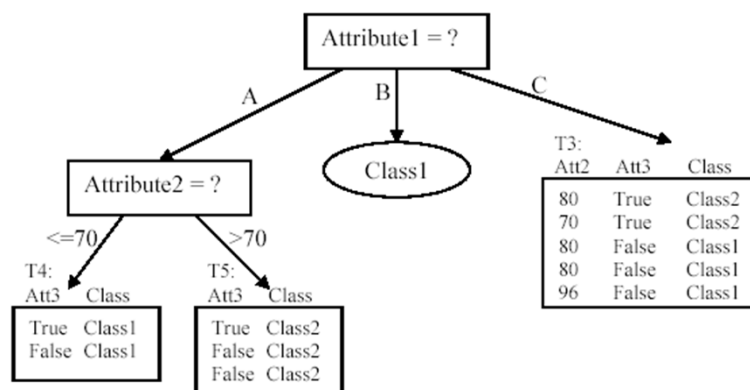 Attribute1 = ?
A
B
C
Class1
T3:
Att2 Att3 Class
80 True Class2
70 True Class2
80 False Class1
80 False Class1
96 False Class1
Attribute2 = ?
<=70
>70
T4:
Att3 Class
True Class1
False Class1
T5:
Att3 Class
True Class2
False Class2
False Class2